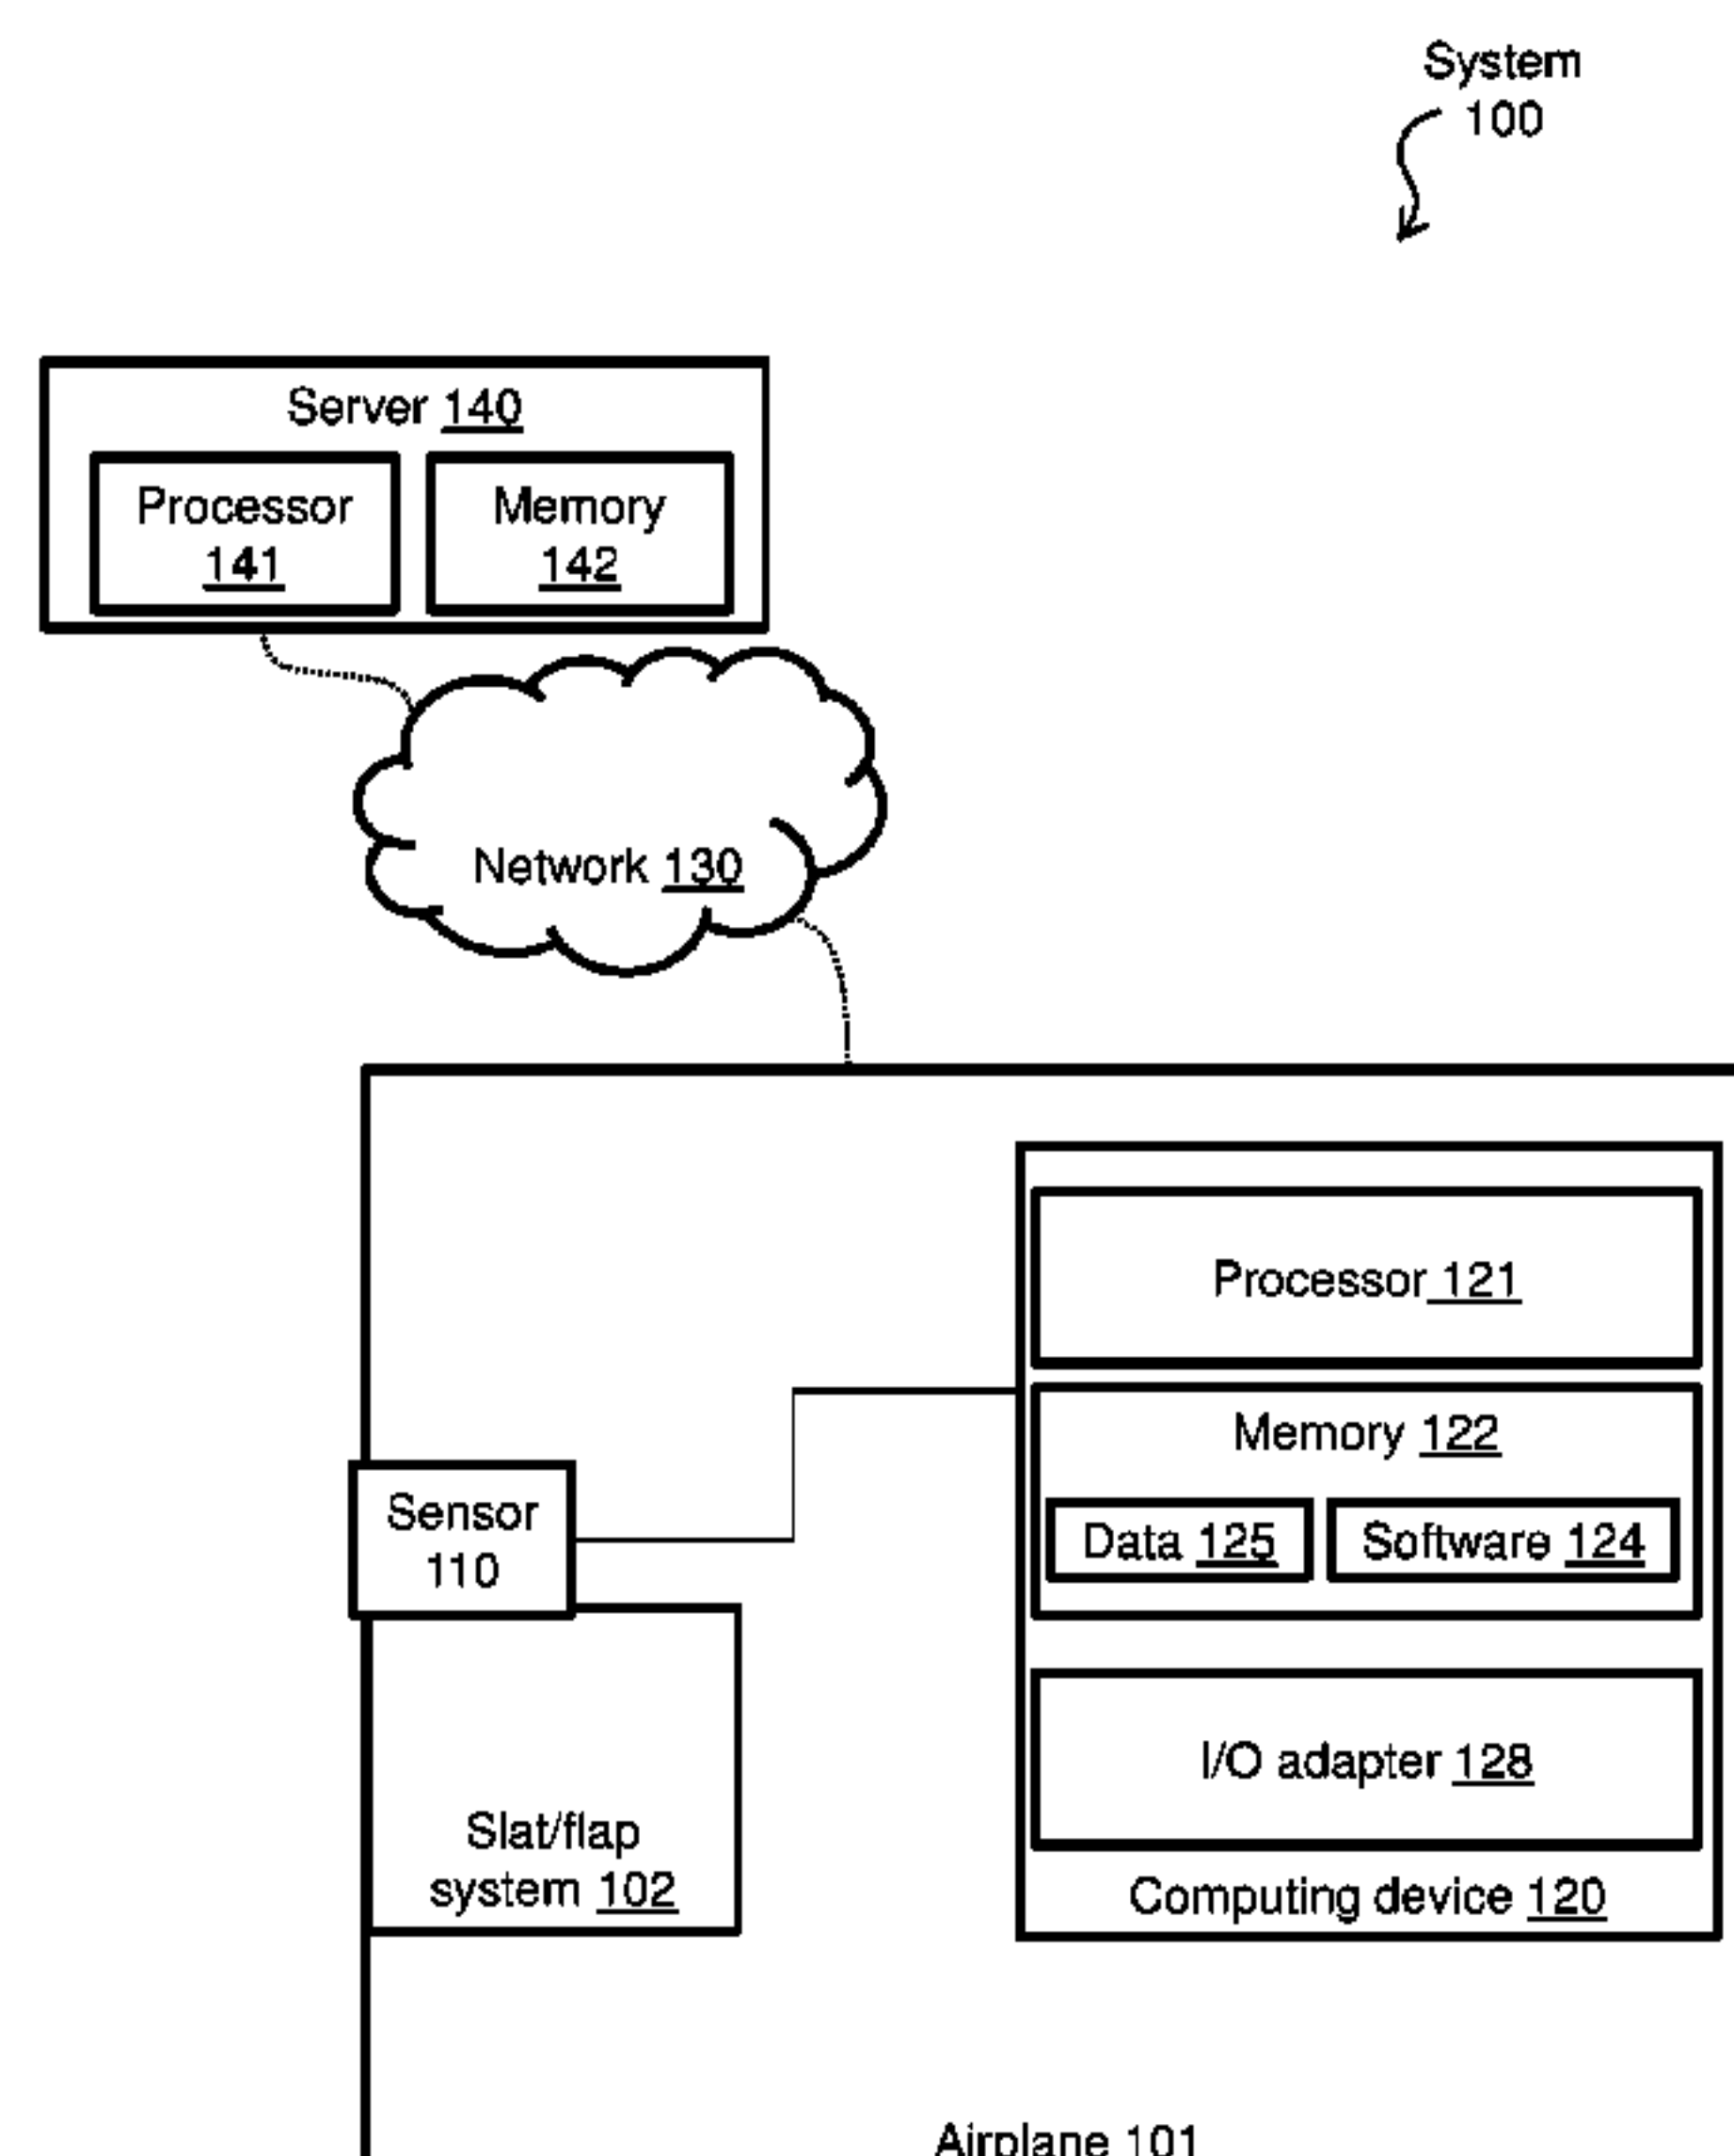 System
100
Server 140
Processor
141
Memory
142
Network 130
Processor 121
Memory 122
Data 125
Software 124
Sensor
110
I/O adapter 128
Slat/flap
system 102
Computing device 120
Airplane 101